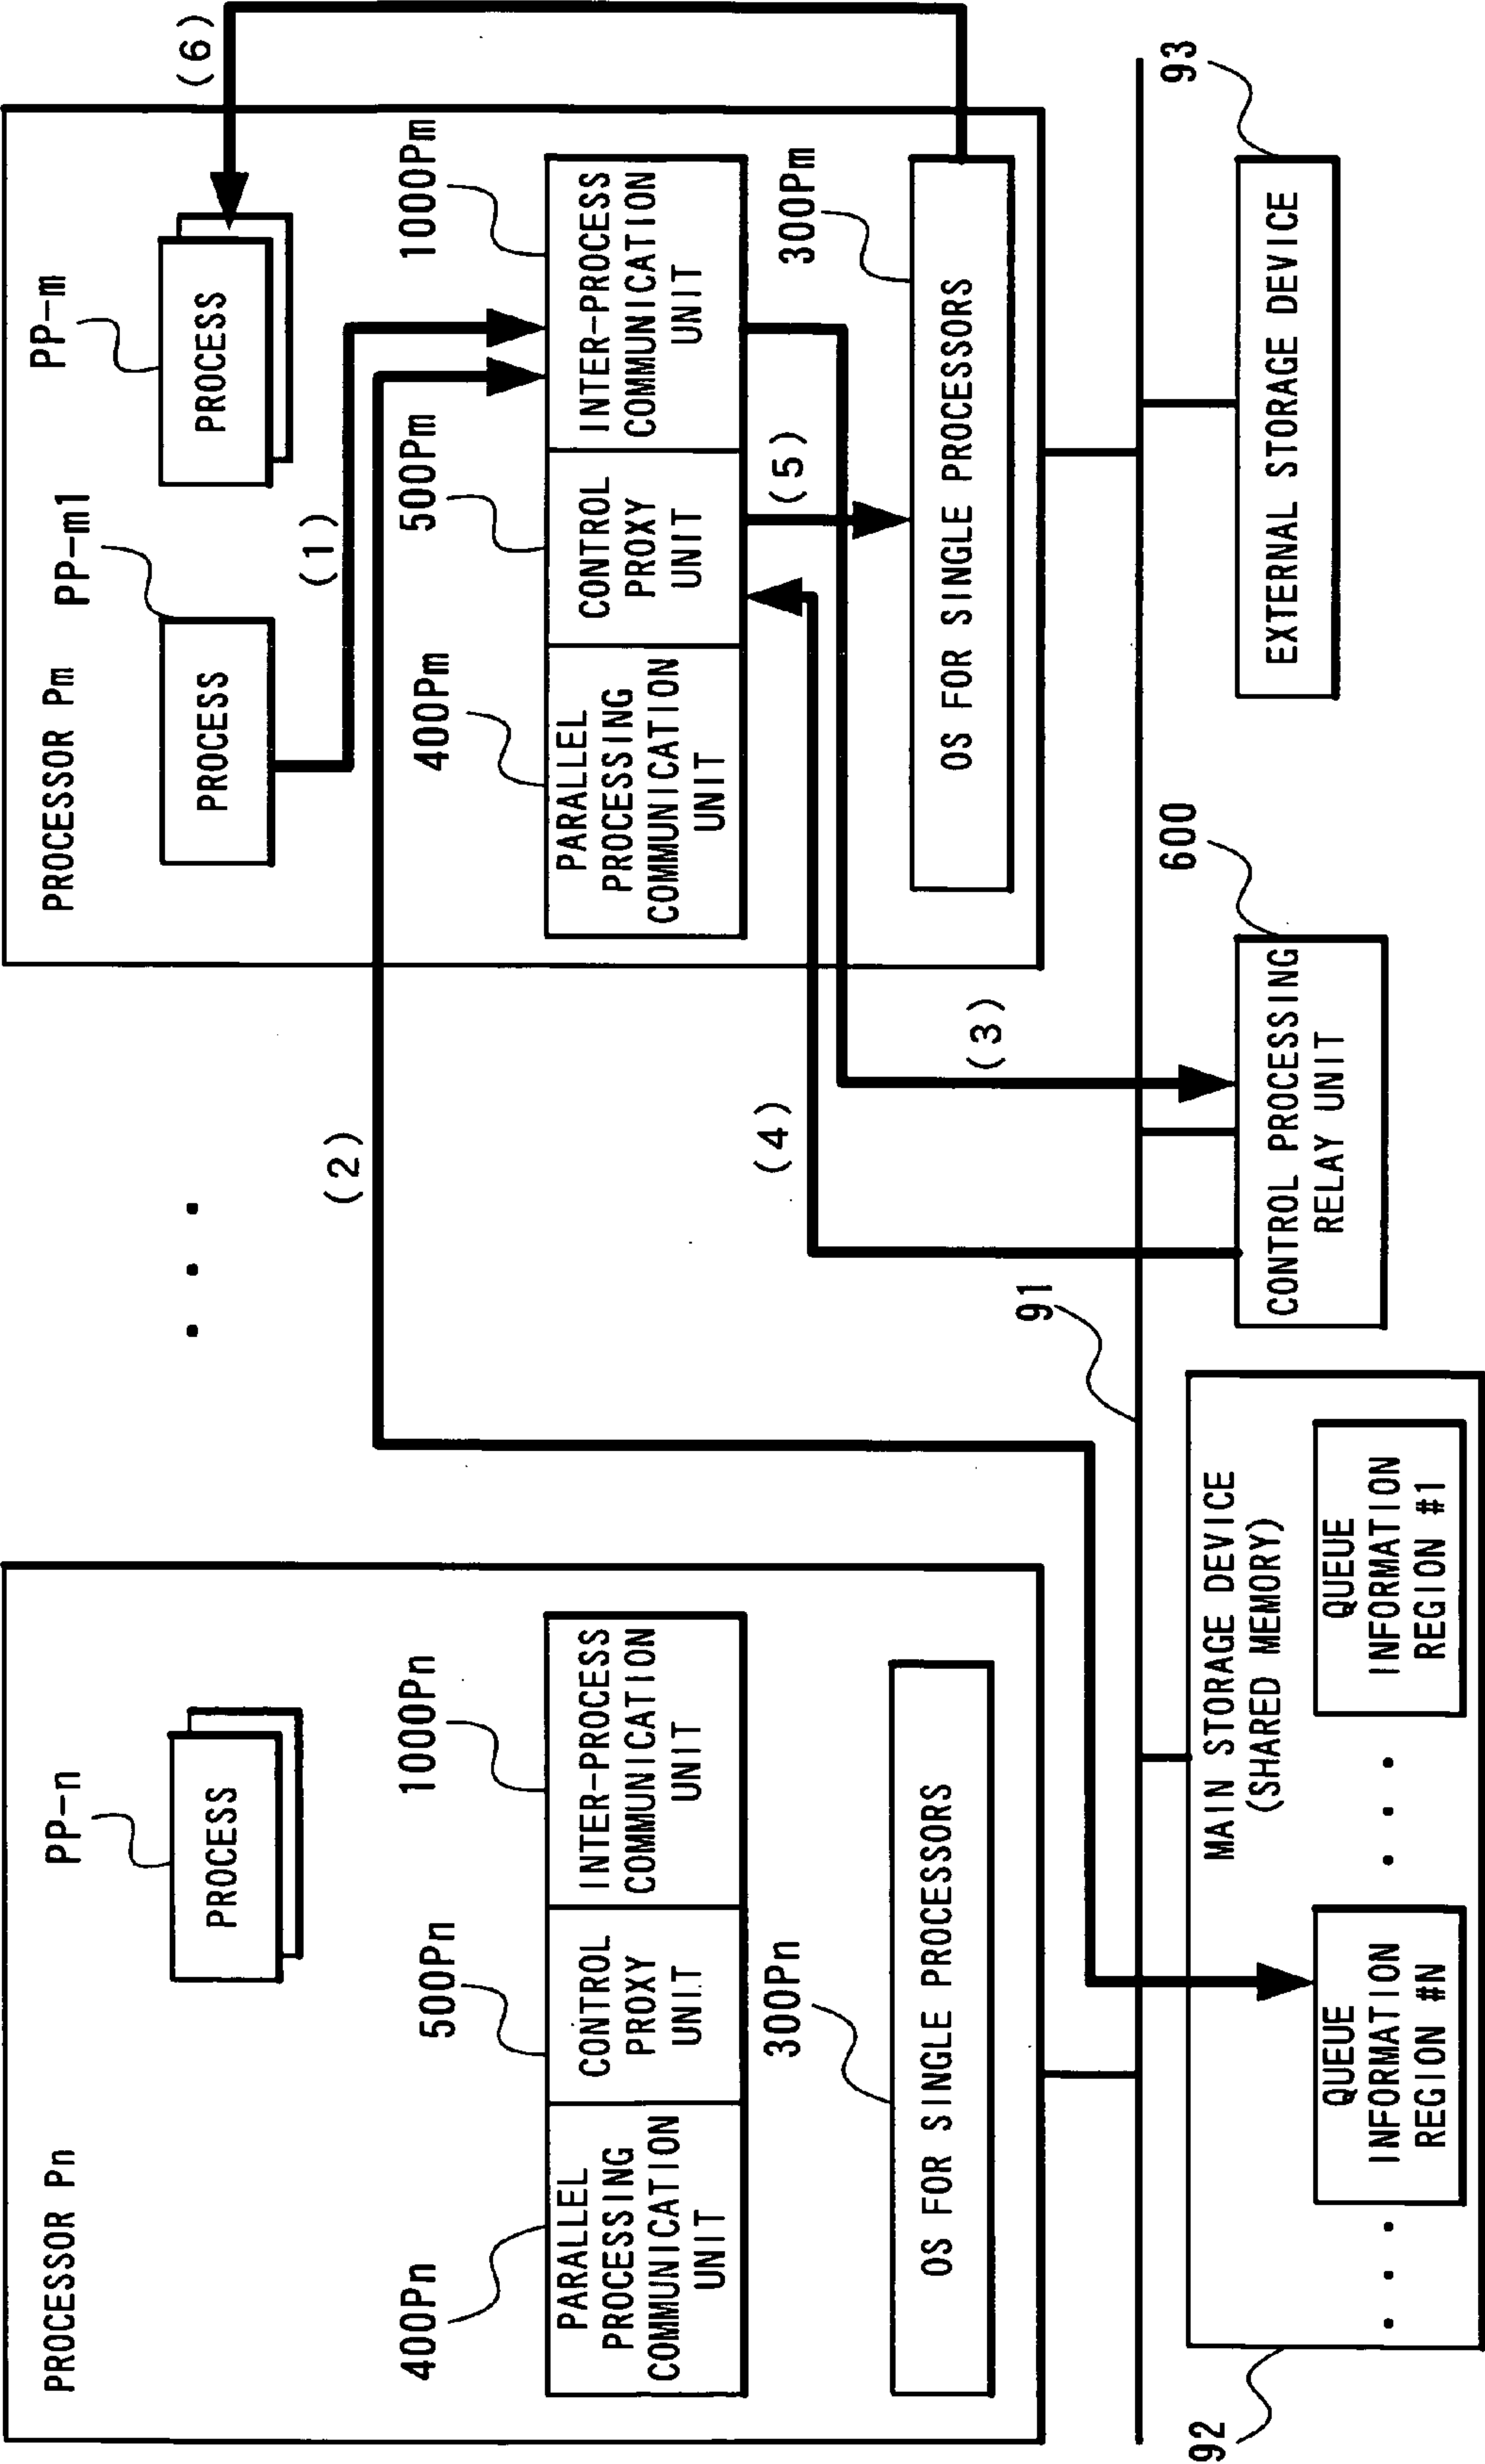 PROCESSOR Pn
PP-n
PROCESS
400Pn
500Pn
1000Pn
PARALLEL
PROCESSING
COMMUNICATION
UNIT
CONTROL
PROXY
UNIT
INTER-PROCESS
COMMUNICATION
UNIT
300Pn
OS FOR SINGLE PROCESSORS
. . .
(2)
PROCESSOR Pm
PP-m1
PROCESS
PP-m
PROCESS
(6)
(1)
400Pm
500Pm
1000Pm
PARALLEL
PROCESSING
COMMUNICATION
UNIT
CONTROL
PROXY
UNIT
INTER-PROCESS
COMMUNICATION
UNIT
(4)
(5)
300Pm
OS FOR SINGLE PROCESSORS
(3)
91
92
MAIN STORAGE DEVICE
(SHARED MEMORY)
. . .
QUEUE
INFORMATION
REGION #N
. . .
QUEUE
INFORMATION
REGION #1
600
CONTROL PROCESSING
RELAY UNIT
93
EXTERNAL STORAGE DEVICE